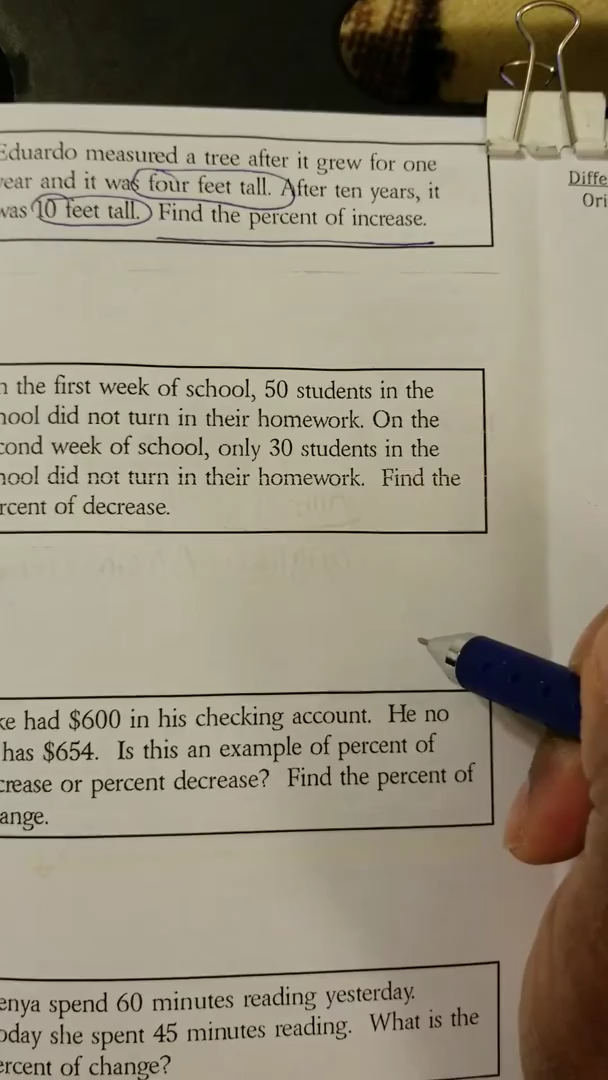 Eduardo measured a tree after it grew for one
year and it was four feet tall. After ten years, it
was 10 feet tall. Find the percent of increase.
Diffe
Ori
n the first week of school, 50 students in the
hool did not turn in their homework. On the
cond week of school, only 30 students in the
hool did not turn in their homework. Find the
rcent of decrease.
ke had $600 in his checking account. He no
has $654. Is this an example of percent of
crease or percent decrease? Find the percent of
ange.
enya spend 60 minutes reading yesterday.
oday she spent 45 minutes reading. What is the
ercent of change?